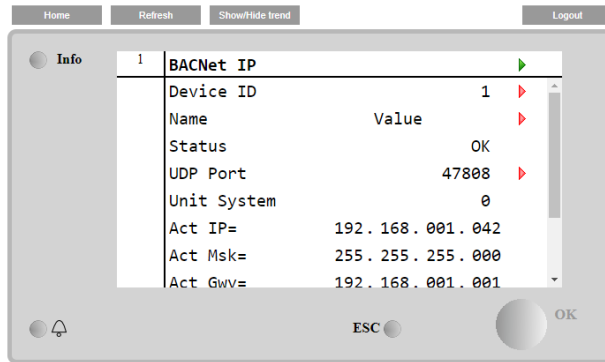 Home Refresh Show/Hide trend Logout
Info
1 BACNet IP
Device ID 1
Name Value
Status OK
UDP Port 47808
Unit System 0
Act IP= 192.168.001.042
Act Msk= 255.255.255.000
Act Gwy= 192.168.001.001
ESC
OK